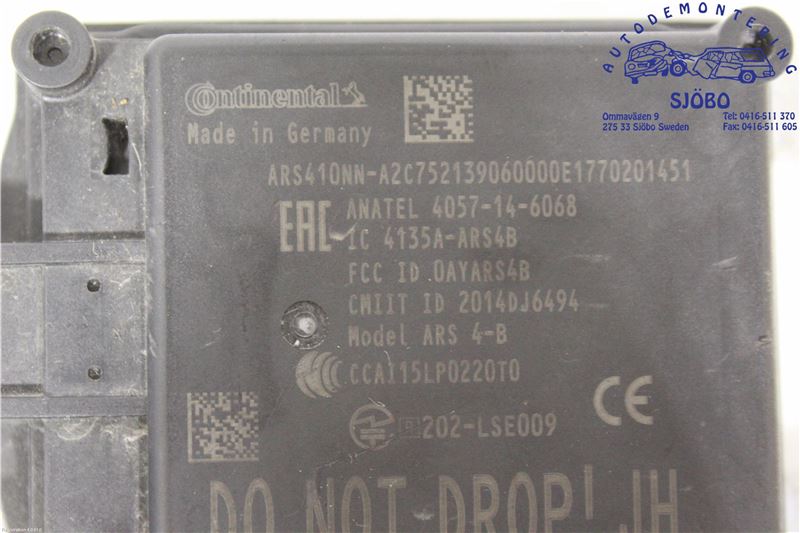 AUTODEMONTERING
SJÖBO
Ommavägen 9
275 33 Sjöbo Sweden
Tel: 0416-511 370
Fax: 0416-511 605
Continental
Made in Germany
ARS410NN-A2C752139060000E1770201451
EAC
ANATEL 4057-14-6068
IC 4135A-ARS4B
FCC ID OAYARS4B
CMIIT ID 2014DJ6494
Model ARS 4-B
CCAI15LP0220T0
CE
R 202-LSE009
DO NOT DROP! JH